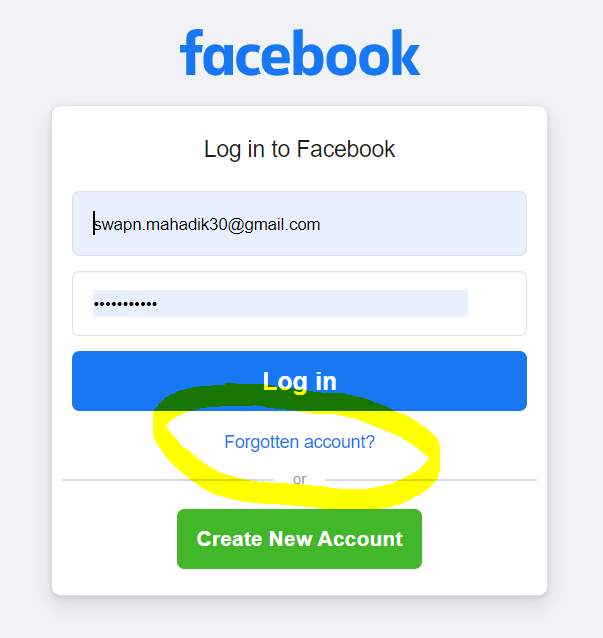 facebook
Log in to Facebook
swapn.mahadik30@gmail.com
•••••••••••
Log in
Forgotten account?
or
Create New Account